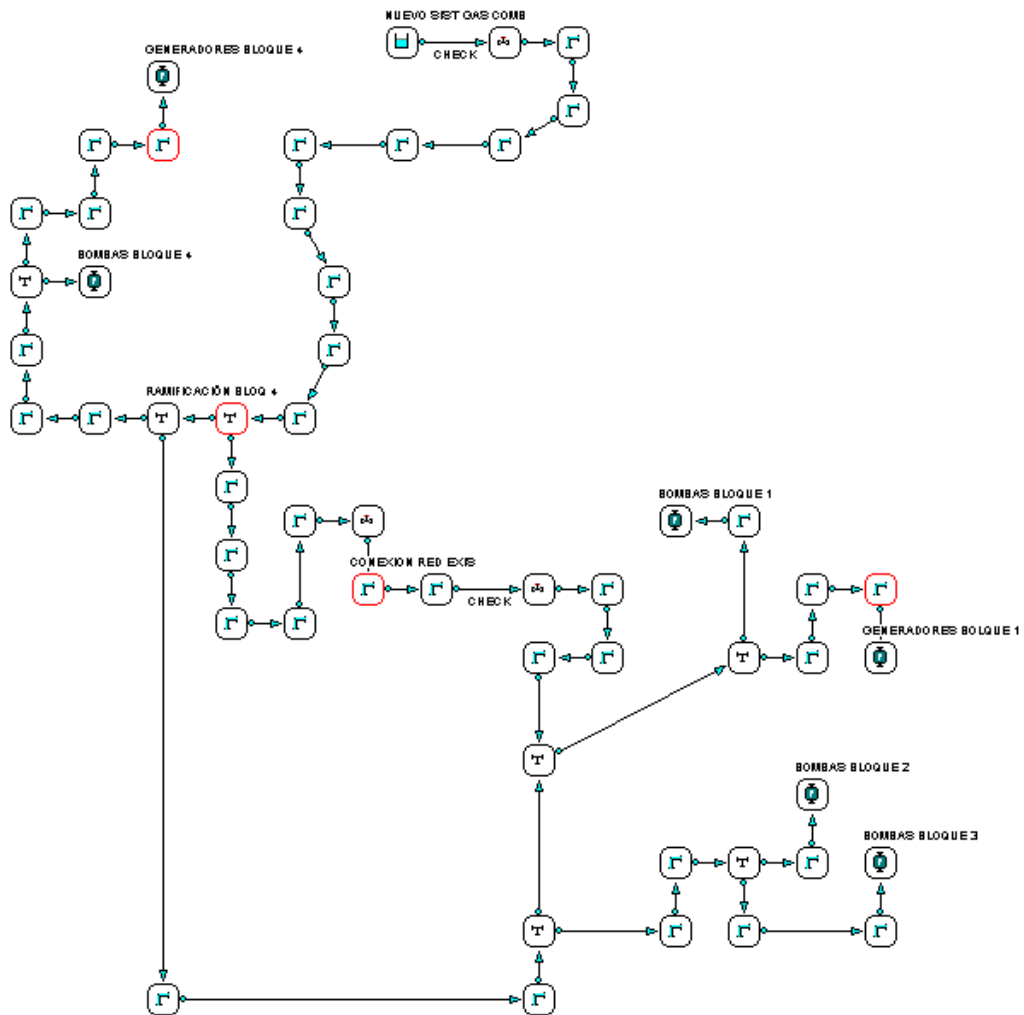 NUEVO SIST GAS COMB
GENERADORES BLOQUE 4
CHECK
BOMBAS BLOQUE 4
RAMIFICACIÓN BLOQ 4
BOMBAS BLOQUE 1
CONEXION RED EXIS
CHECK
GENERADORES BOLQUE 1
BOMBAS BLOQUE 2
BOMBAS BLOQUE 3